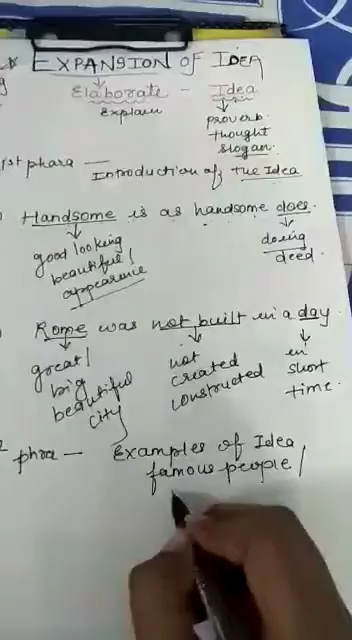 EXPANSION OF IDEA
Elaborate - Idea
Explain
proverb
thought
slogan
1st phara —
Introduction of the Idea
Handsome is as handsome does.
good looking
beautiful /
appearance
doing
deed.
Rome was not built in a day.
great /
big
beautiful
city
not
created
constructed
in
short
time.
phra — Examples of Idea
famous people /